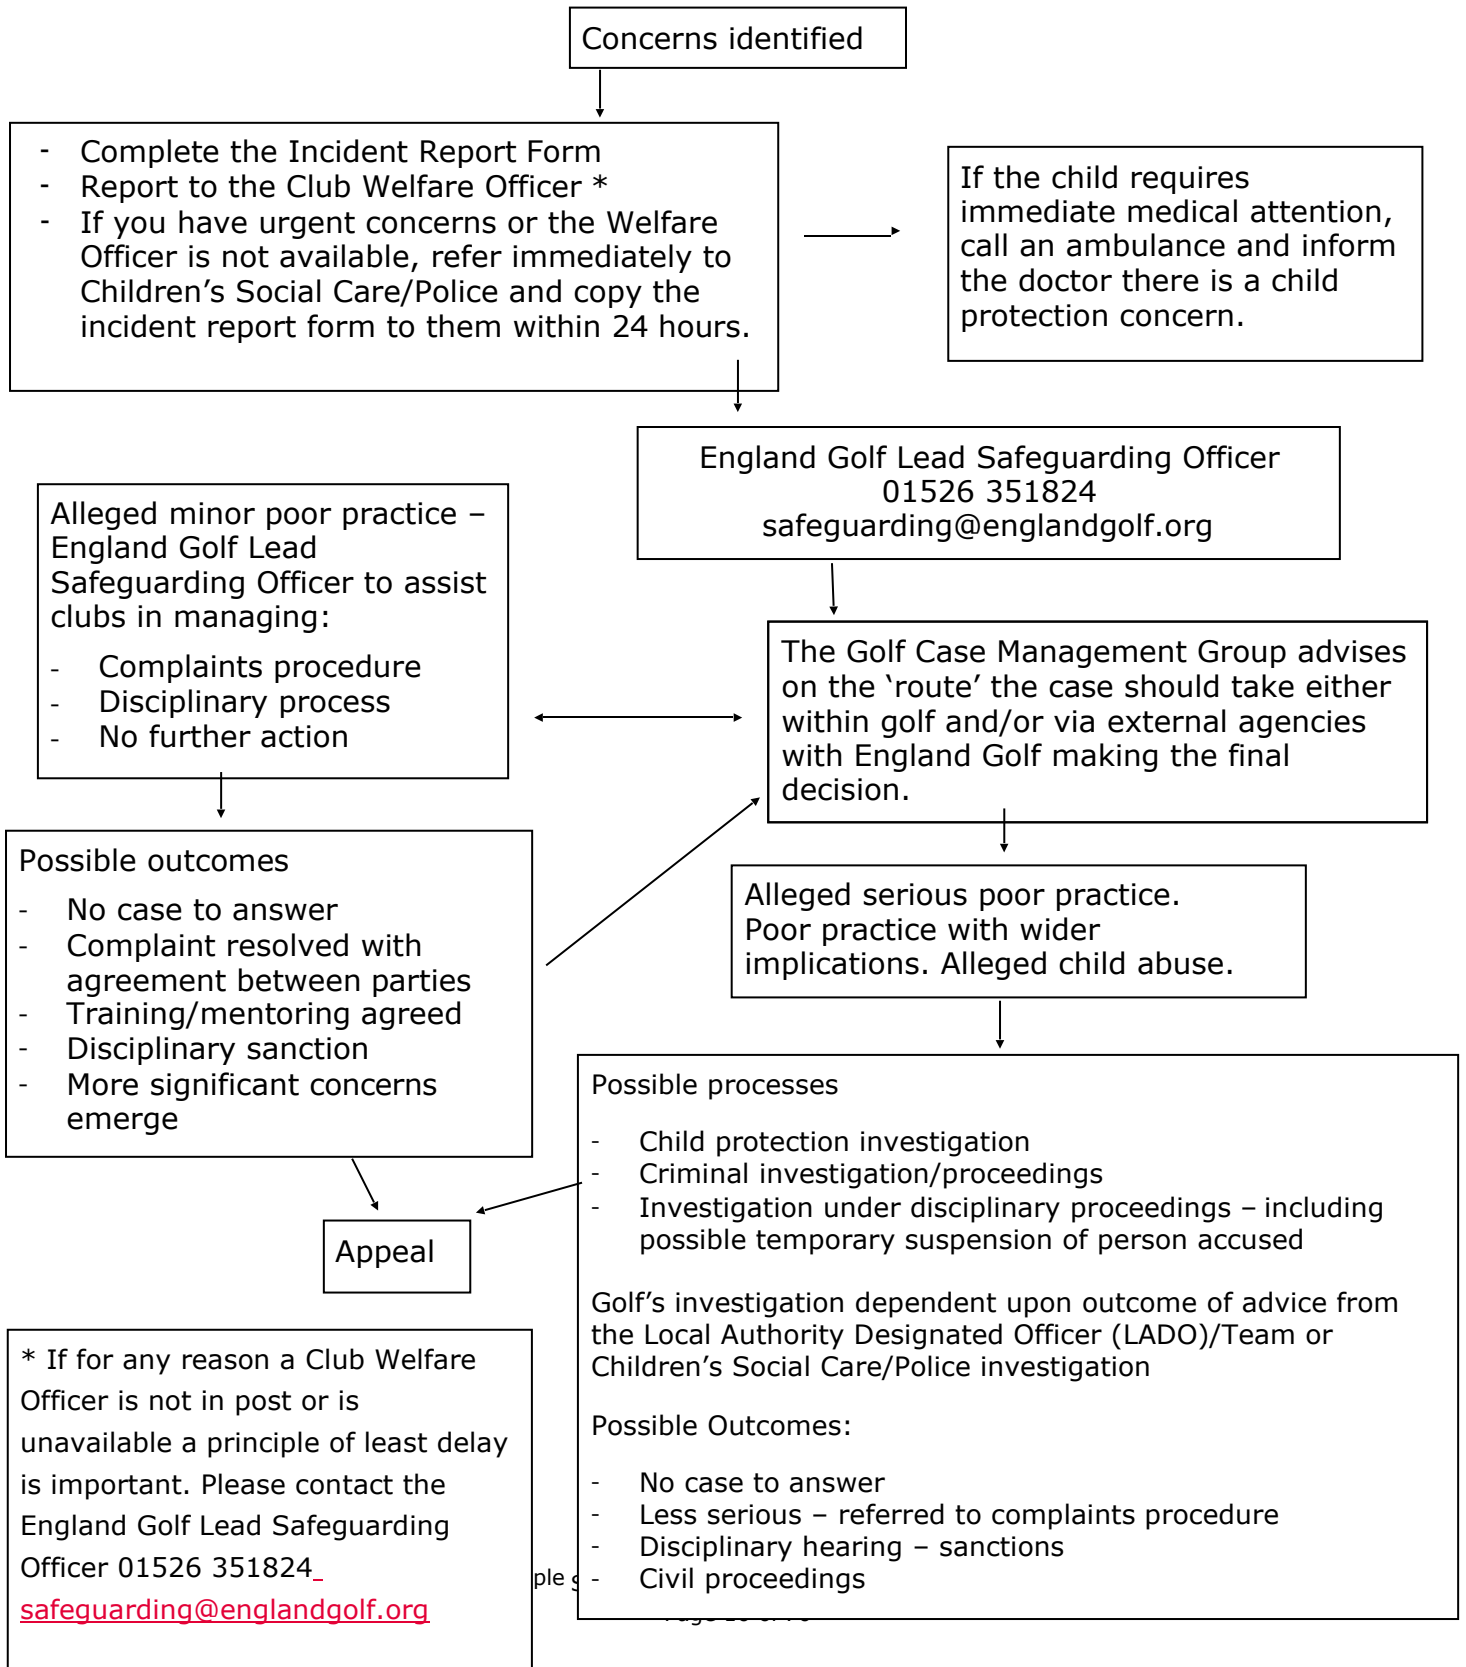 Concerns identified
- Complete the Incident Report Form
- Report to the Club Welfare Officer *
- If you have urgent concerns or the Welfare
Officer is not available, refer immediately to
Children’s Social Care/Police and copy the
incident report form to them within 24 hours.
If the child requires
immediate medical attention,
call an ambulance and inform
the doctor there is a child
protection concern.
England Golf Lead Safeguarding Officer
01526 351824
safeguarding@englandgolf.org
Alleged minor poor practice –
England Golf Lead
Safeguarding Officer to assist
clubs in managing:
- Complaints procedure
- Disciplinary process
- No further action
The Golf Case Management Group advises
on the ‘route’ the case should take either
within golf and/or via external agencies
with England Golf making the final
decision.
Possible outcomes
- No case to answer
- Complaint resolved with
agreement between parties
- Training/mentoring agreed
- Disciplinary sanction
- More significant concerns
emerge
Alleged serious poor practice.
Poor practice with wider
implications. Alleged child abuse.
Possible processes
- Child protection investigation
- Criminal investigation/proceedings
- Investigation under disciplinary proceedings – including
possible temporary suspension of person accused
Golf’s investigation dependent upon outcome of advice from
the Local Authority Designated Officer (LADO)/Team or
Children’s Social Care/Police investigation
Possible Outcomes:
- No case to answer
- Less serious – referred to complaints procedure
- Disciplinary hearing – sanctions
- Civil proceedings
Appeal
* If for any reason a Club Welfare
Officer is not in post or is
unavailable a principle of least delay
is important. Please contact the
England Golf Lead Safeguarding
Officer 01526 351824
safeguarding@englandgolf.org
ple